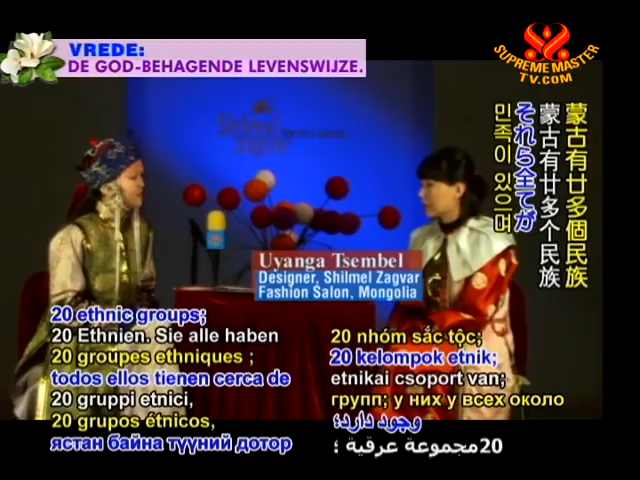 VREDE:
DE GOD-BEHAGENDE LEVENSWIJZE.
SUPREME MASTER
TV.COM
蒙古有廿多個民族
蒙古有廿多个民族
それら全てが
민족이 있으며
Uyanga Tsembel
Designer, Shilmel Zagvar
Fashion Salon, Mongolia
20 ethnic groups;
20 Ethnien. Sie alle haben
20 groupes ethniques ;
todos ellos tienen cerca de
20 gruppi etnici,
20 grupos étnicos,
ястан байна түүний дотор
20 nhóm sắc tộc;
20 kelompok etnik;
etnikai csoport van;
групп; у них у всех около
وجود دارد؛
20مجموعة عرقية ؛